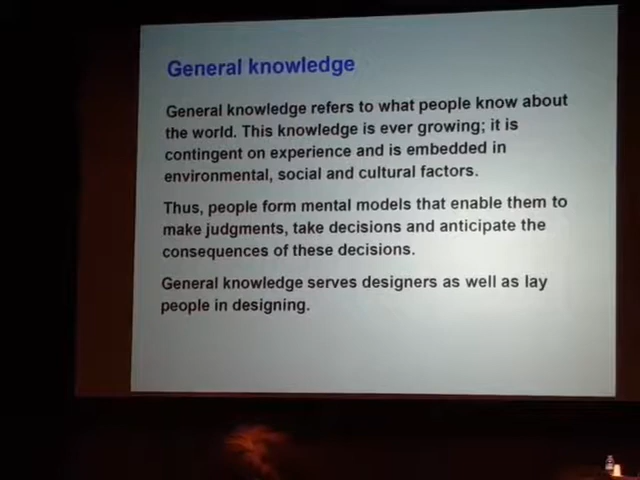 General knowledge
General knowledge refers to what people know about
the world. This knowledge is ever growing; it is
contingent on experience and is embedded in
environmental, social and cultural factors.
Thus, people form mental models that enable them to
make judgments, take decisions and anticipate the
consequences of these decisions.
General knowledge serves designers as well as lay
people in designing.